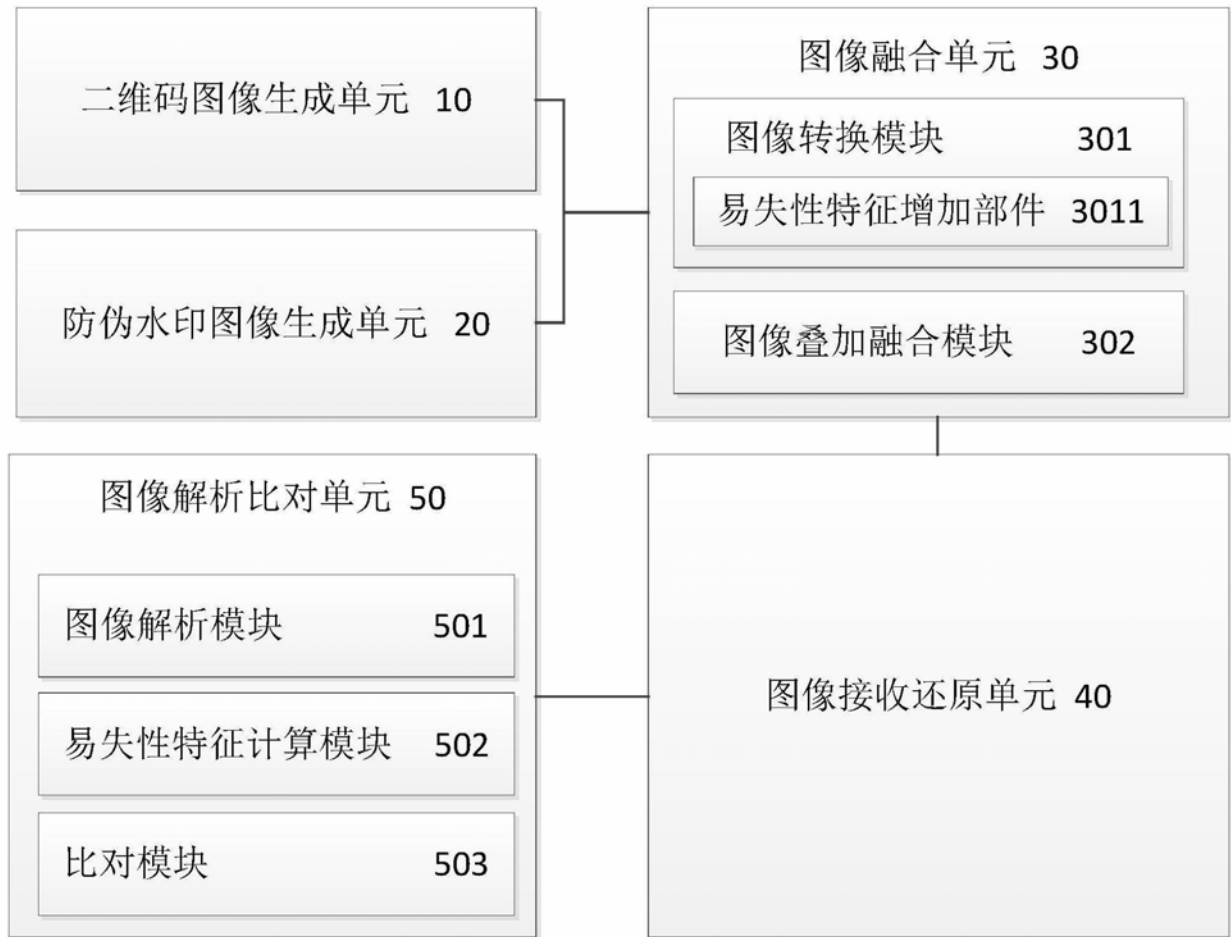 二维码图像生成单元 10
防伪水印图像生成单元 20
图像融合单元 30
图像转换模块 301
易失性特征增加部件 3011
图像叠加融合模块 302
图像解析比对单元 50
图像解析模块 501
易失性特征计算模块 502
比对模块 503
图像接收还原单元 40